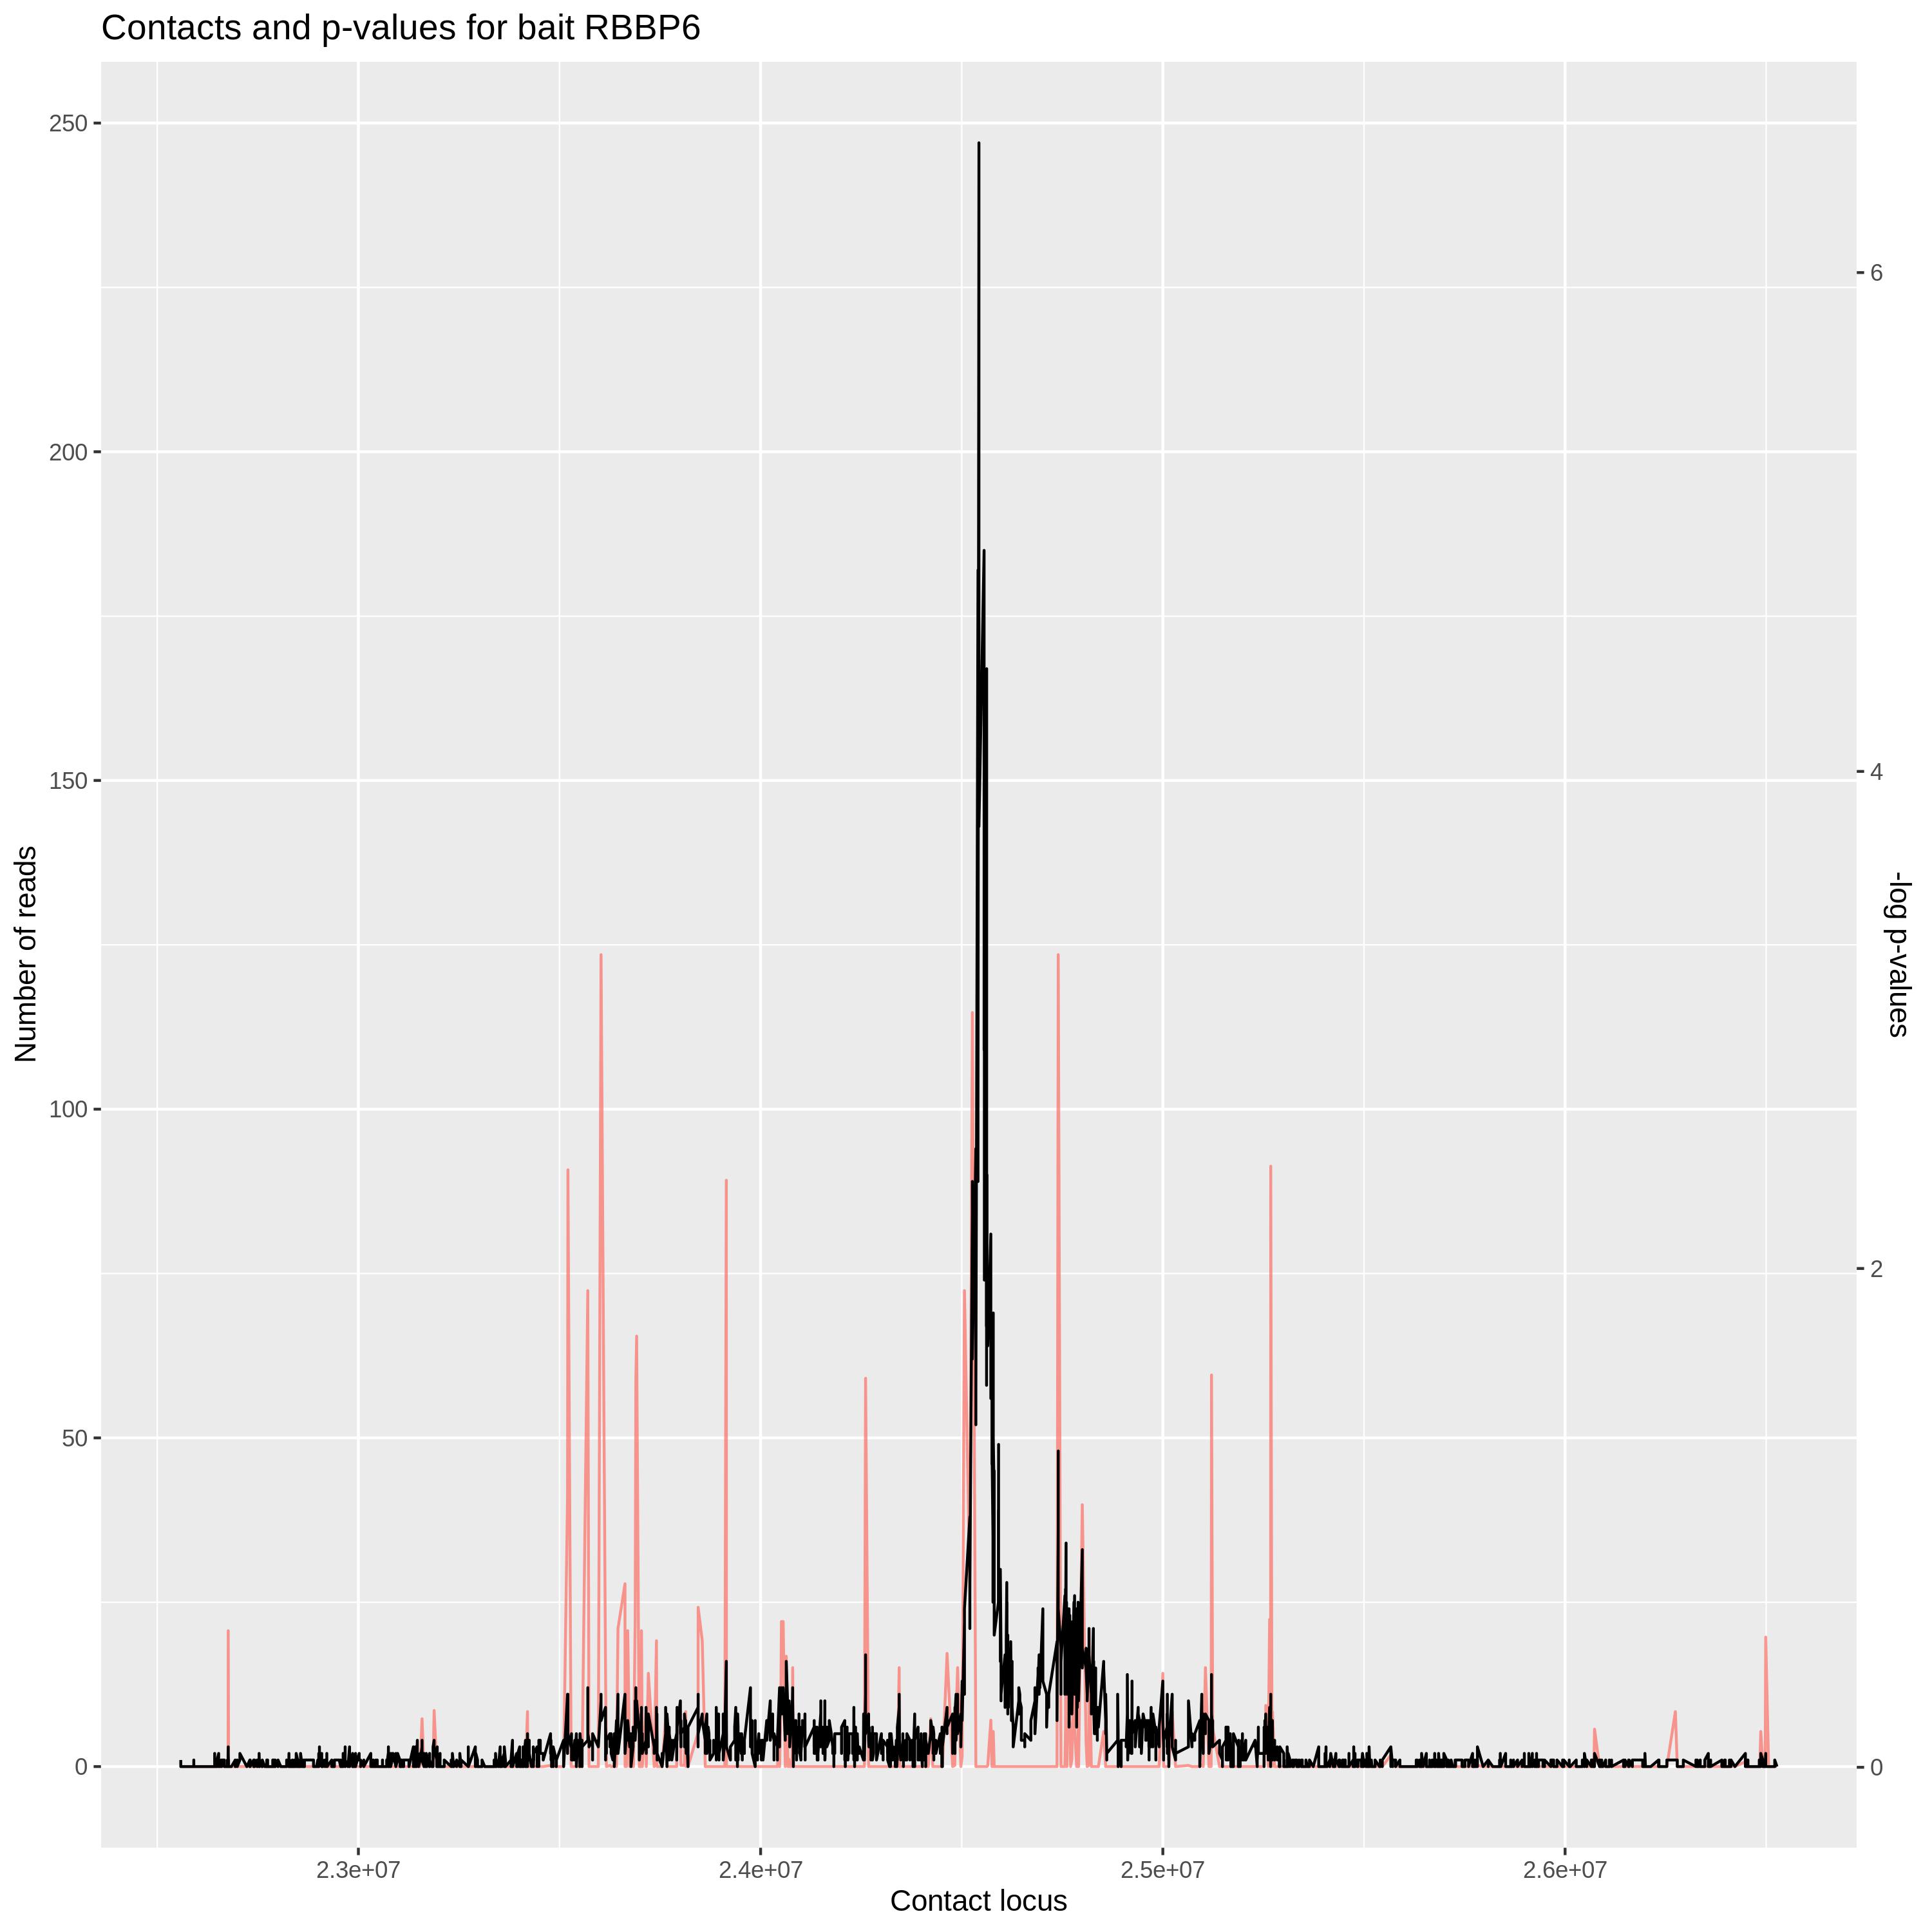 Contacts and p-values for bait RBBP6
250
200
150
100
50
0
Number of reads
6
4
2
0
-log p-values
2.3e+07
2.4e+07
2.5e+07
2.6e+07
Contact locus